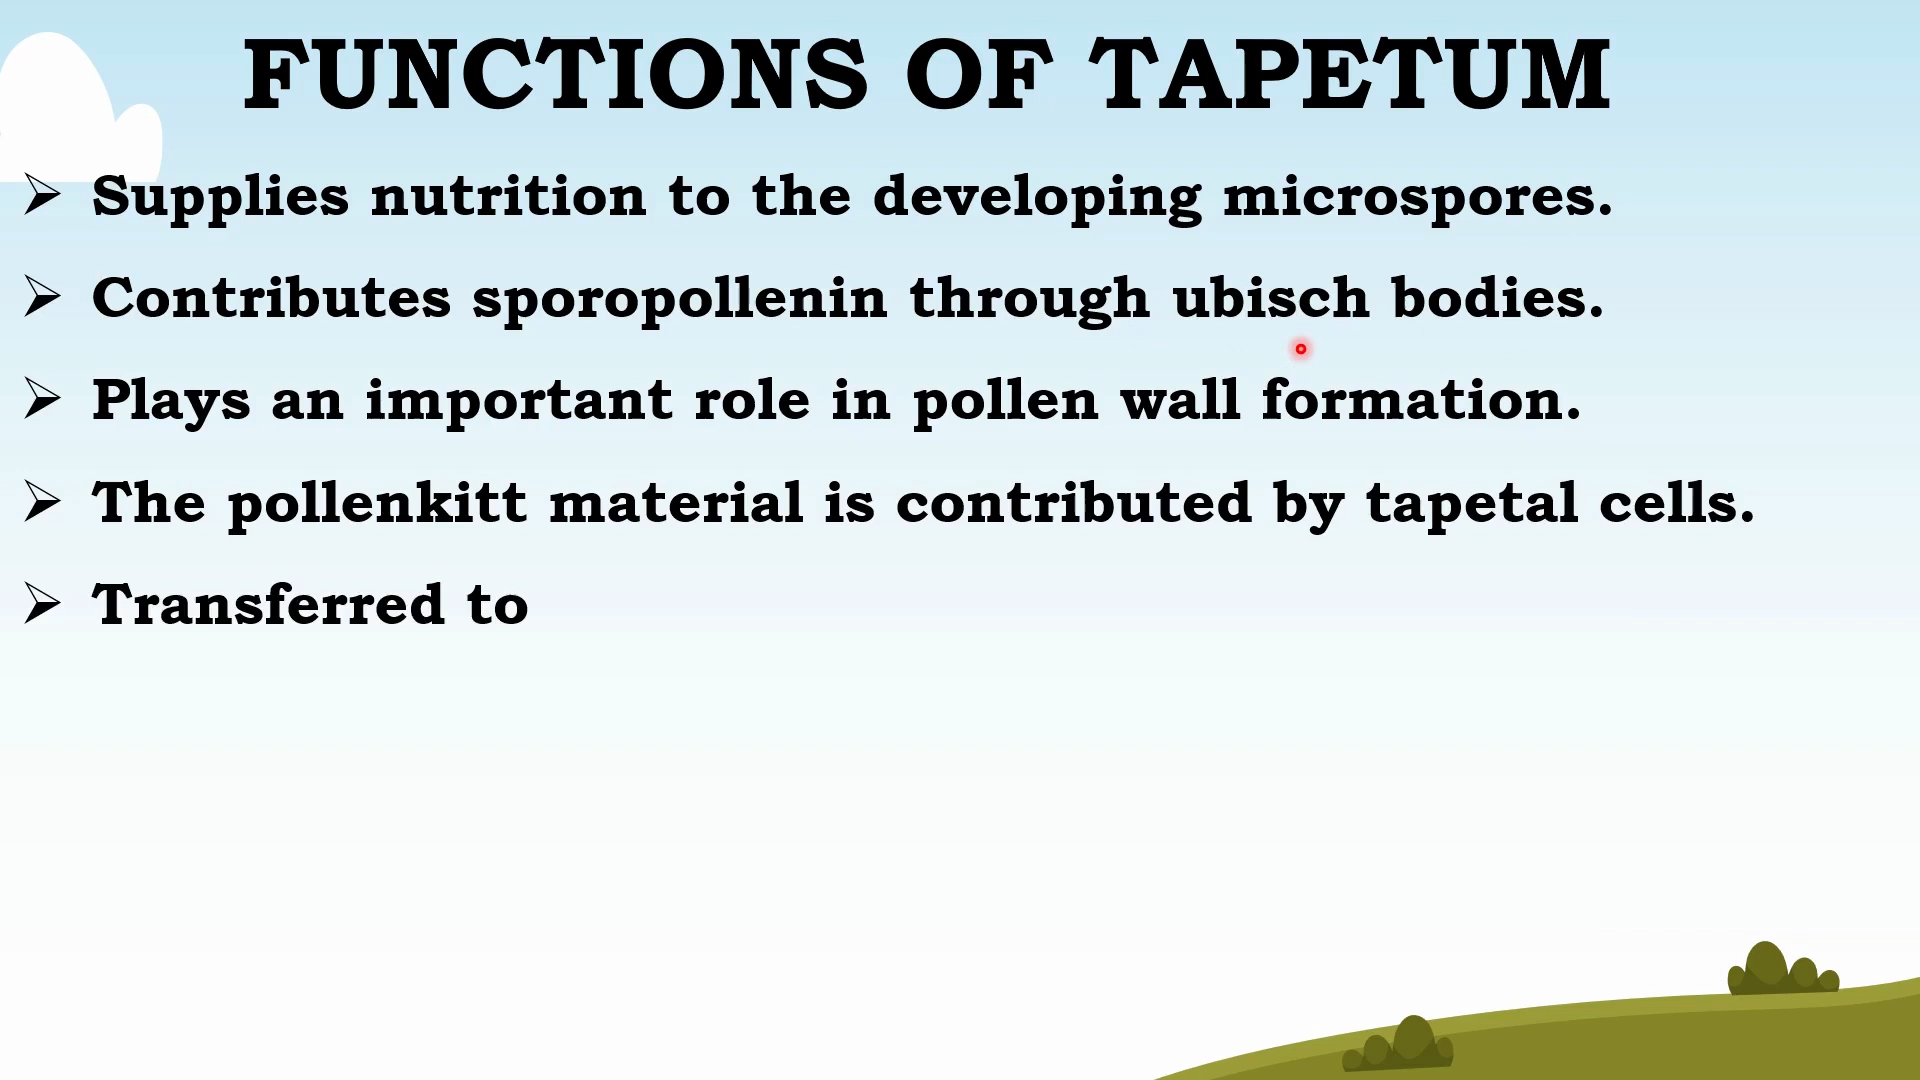 FUNCTIONS OF TAPETUM
Supplies nutrition to the developing microspores.
Contributes sporopollenin through ubisch bodies.
Plays an important role in pollen wall formation.
The pollenkitt material is contributed by tapetal cells.
Transferred to